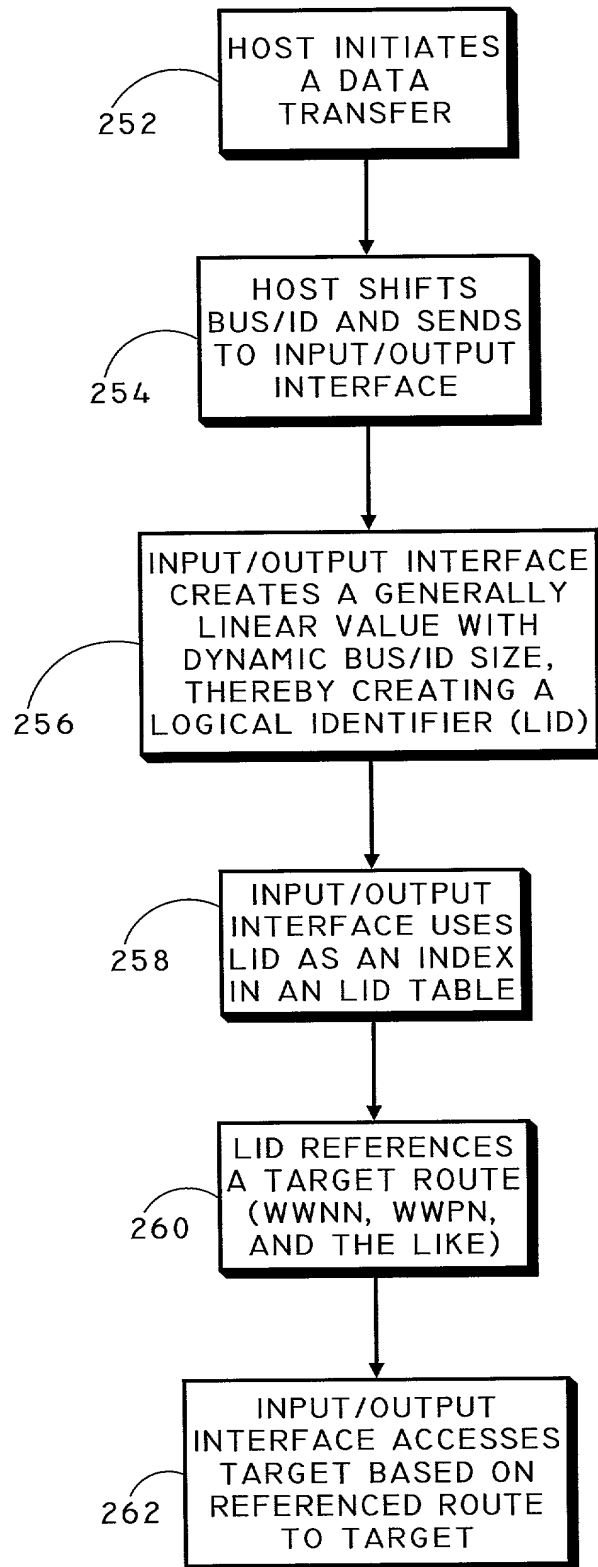 HOST INITIATES
A DATA
TRANSFER
252
HOST SHIFTS
BUS/ID AND SENDS
TO INPUT/OUTPUT
INTERFACE
254
INPUT/OUTPUT INTERFACE
CREATES A GENERALLY
LINEAR VALUE WITH
DYNAMIC BUS/ID SIZE,
THEREBY CREATING A
LOGICAL IDENTIFIER (LID)
256
INPUT/OUTPUT
INTERFACE USES
LID AS AN INDEX
IN AN LID TABLE
258
LID REFERENCES
A TARGET ROUTE
(WWNN, WWPN,
AND THE LIKE)
260
INPUT/OUTPUT
INTERFACE ACCESSES
TARGET BASED ON
REFERENCED ROUTE
TO TARGET
262